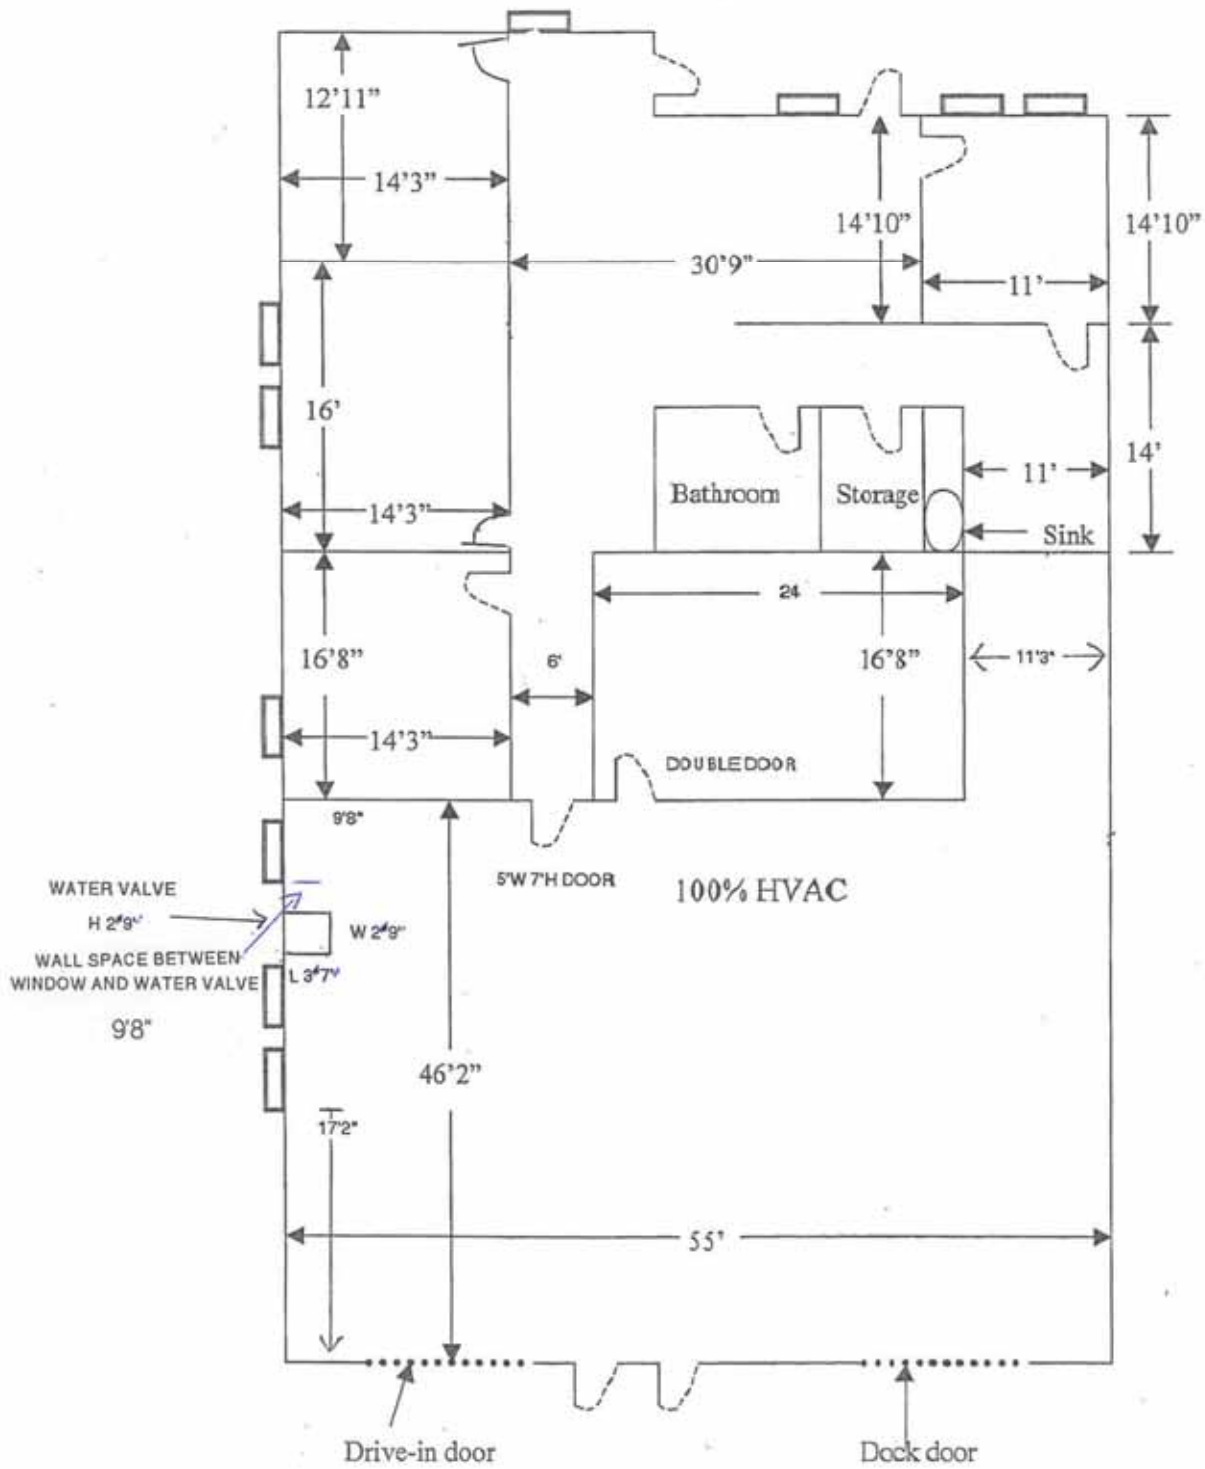 12'11"
14'3"
14'10"
14'10"
30'9"
11'
16'
14'
11'
Bathroom
Storage
14'3"
Sink
24
16'8"
6'
16'8"
11'3"
14'3"
DOUBLE DOOR
9'8"
5'W 7'H DOOR
100% HVAC
WATER VALVE
H 2'9"
W 2'9"
WALL SPACE BETWEEN
WINDOW AND WATER VALVE
L 3'7"
9'8"
46'2"
17'2"
55'
Drive-in door
Dock door